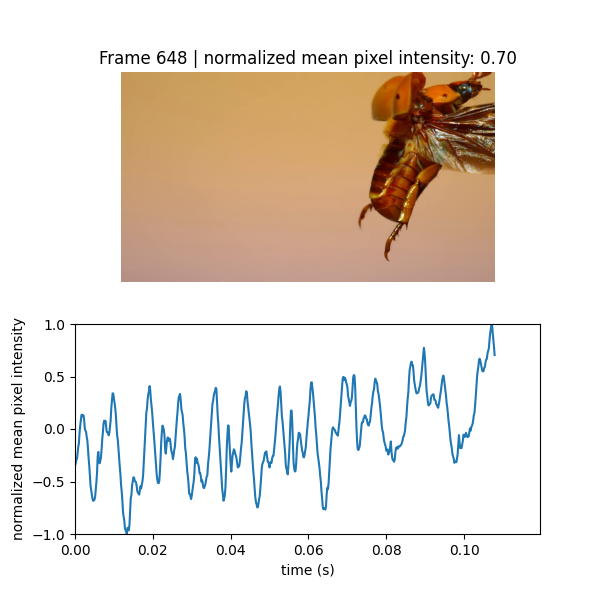 Frame 648 | normalized mean pixel intensity: 0.70
normalized mean pixel intensity
1.0
0.5
0.0
−0.5
−1.0
0.00 0.02 0.04 0.06 0.08 0.10
time (s)